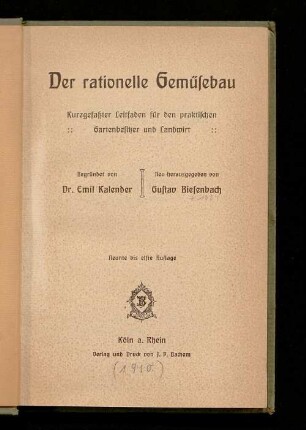 Der rationelle Gemüsebau
Kurzgefaßter Leitfaden für den praktischen
:: Gartenbesitzer und Landwirt ::
Begründet von
Dr. Emil Kalender
Neu herausgegeben von
Gustav Biesenbach
Neunte bis elfte Auflage
B
Köln a. Rhein
Verlag und Druck von J. P. Bachem
(1910)